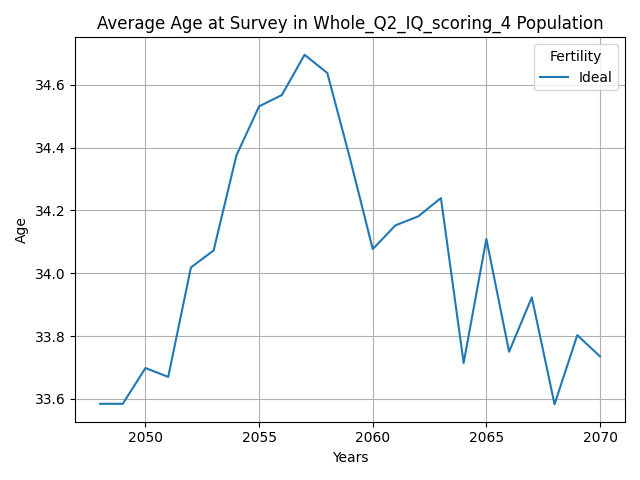 Average Age at Survey in Whole_Q2_IQ_scoring_4 Population
Fertility
Ideal
34.6
34.4
34.2
34.0
33.8
33.6
Age
2050 2055 2060 2065 2070
Years